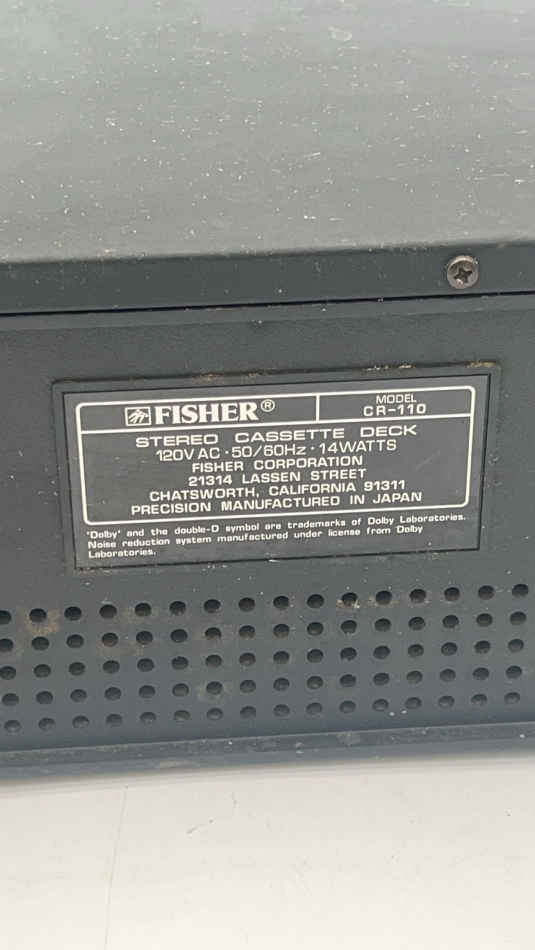 FISHER®
MODEL
CR-110
STEREO CASSETTE DECK
120V AC · 50/60Hz · 14WATTS
FISHER CORPORATION
21314 LASSEN STREET
CHATSWORTH, CALIFORNIA 91311
PRECISION MANUFACTURED IN JAPAN
"Dolby" and the double-D symbol are trademarks of Dolby Laboratories.
Noise reduction system manufactured under license from Dolby
Laboratories.